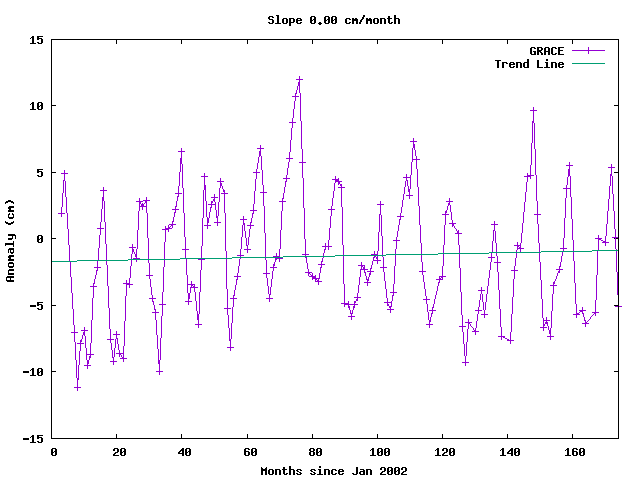 Slope 0.00 cm/month
GRACE
Trend Line
15
10
5
0
-5
-10
-15
Anomaly (cm)
0 20 40 60 80 100 120 140 160
Months since Jan 2002